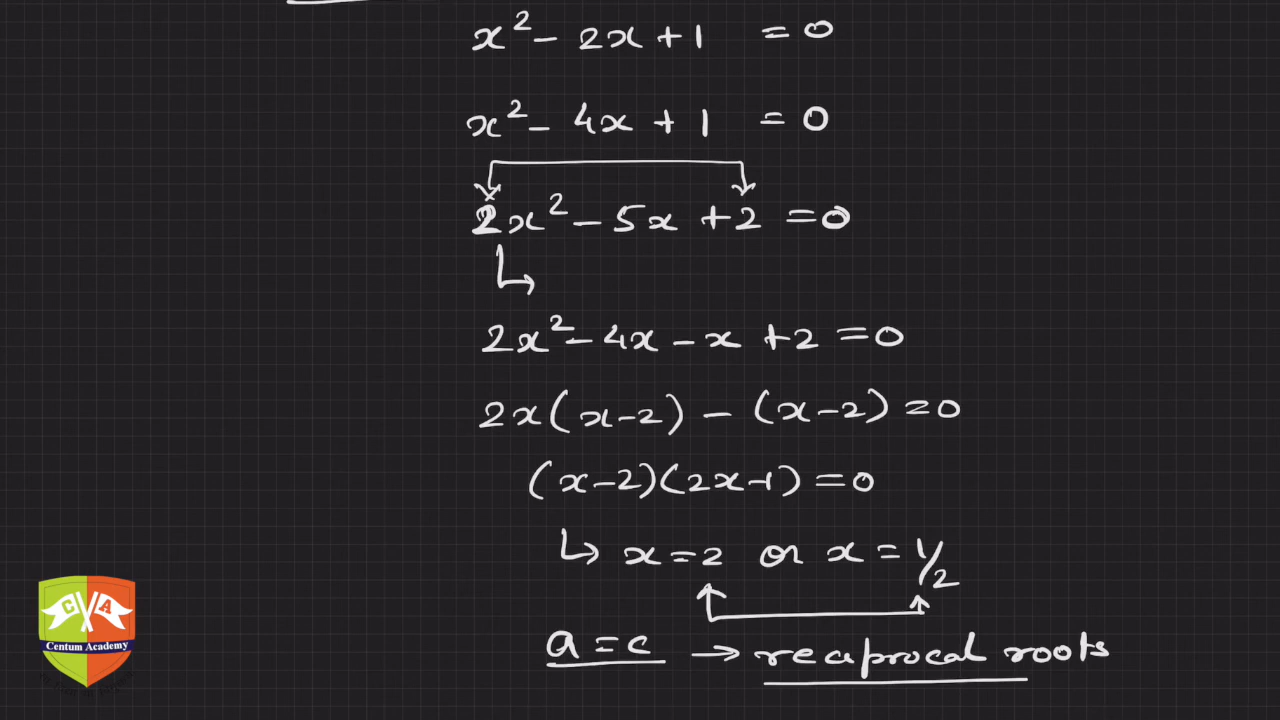 x² - 2x + 1 = 0
x² - 4x + 1 = 0
2x² - 5x + 2 = 0
2x² - 4x - x + 2 = 0
2x(x-2) - (x-2) = 0
(x-2)(2x-1) = 0
↳ x = 2 or x = 1/2
a = c → reciprocal roots
C A
Centum Academy